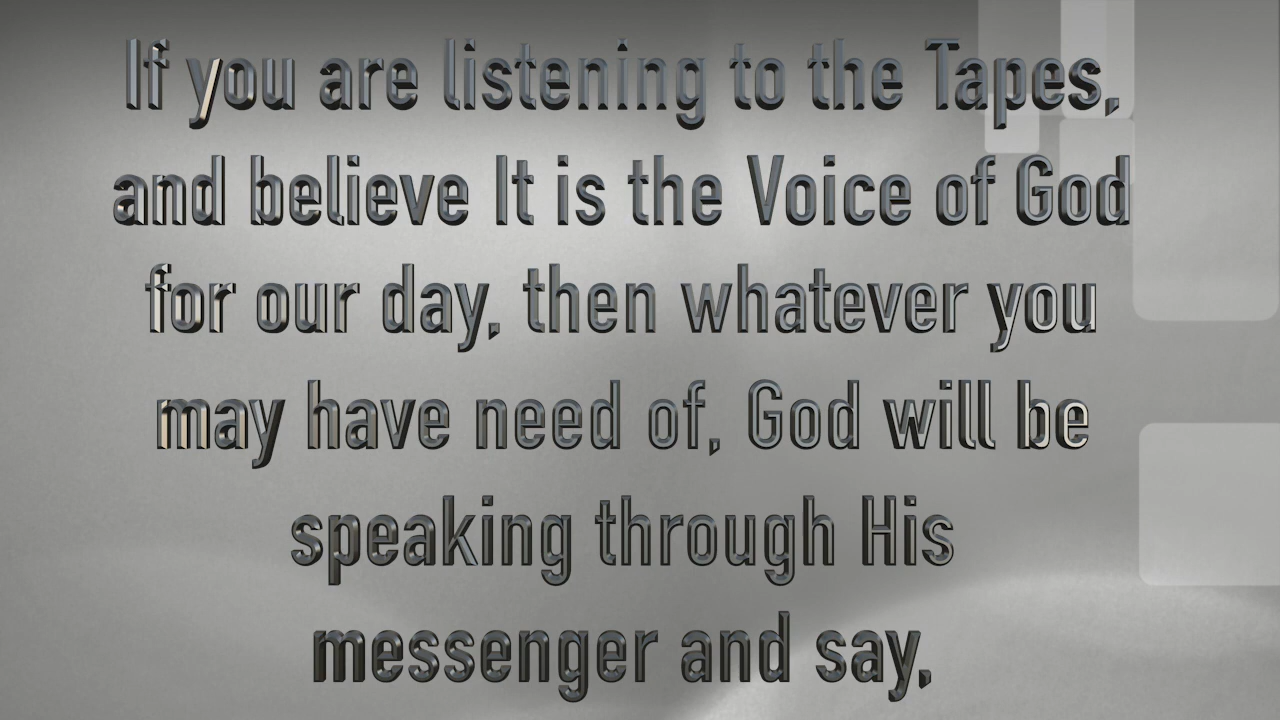 If you are listening to the Tapes,
and believe It is the Voice of God
for our day, then whatever you
may have need of, God will be
speaking through His
messenger and say,